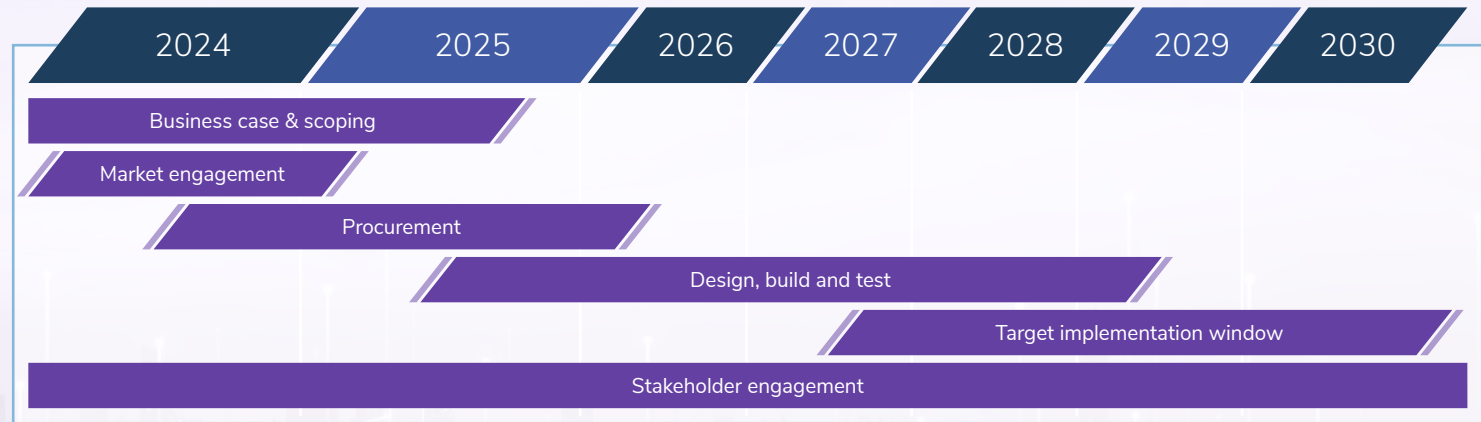 2024
2025
2026
2027
2028
2029
2030
Business case & scoping
Market engagement
Procurement
Design, build and test
Target implementation window
Stakeholder engagement